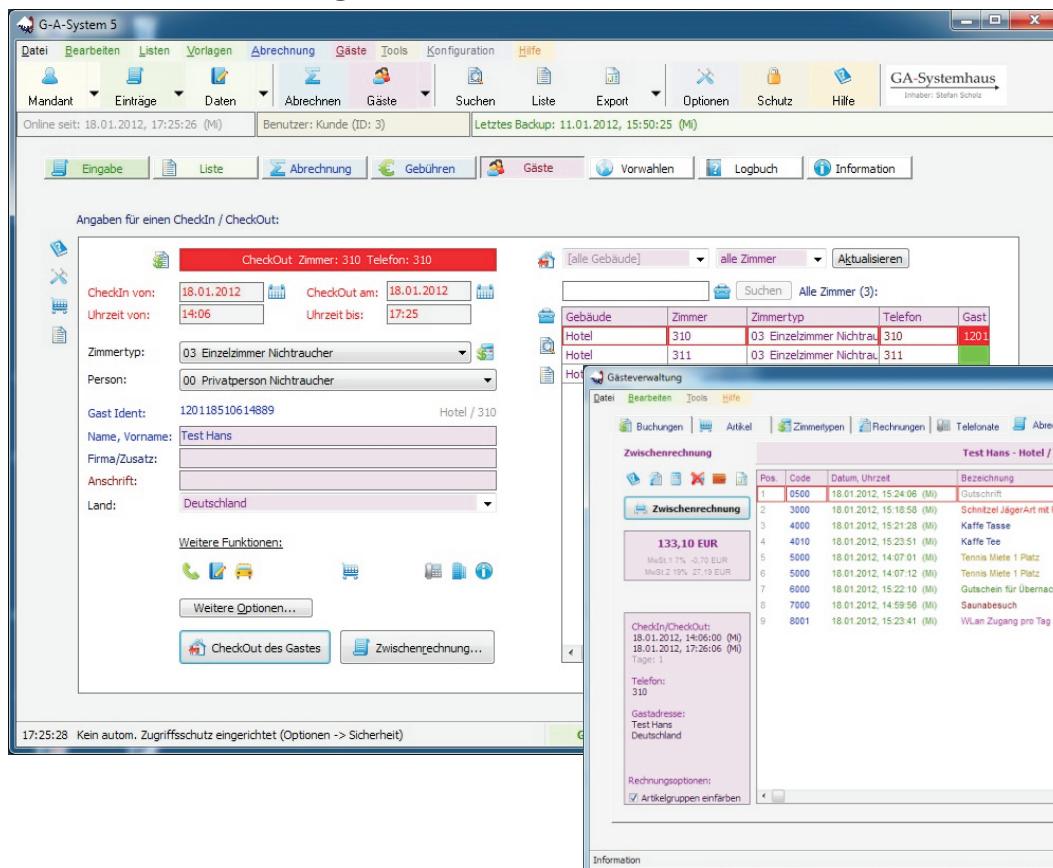 G-A-System 5
Datei Bearbeiten Listen Vorlagen Abrechnung Gäste Tools Konfiguration Hilfe
Mandant Einträge Daten Abrechnen Gäste Suchen Liste Export Optionen Schutz Hilfe
GA-Systemhaus
Inhaber: Stefan Scholz
Online seit: 18.01.2012, 17:25:26 (Mi) Benutzer: Kunde (ID: 3) Letztes Backup: 11.01.2012, 15:50:25 (Mi)
Eingabe Liste Abrechnung Gebühren Gäste Vorwahlen Logbuch Information
Angaben für einen CheckIn / CheckOut:
CheckOut Zimmer: 310 Telefon: 310
CheckIn von: 18.01.2012 CheckOut am: 18.01.2012
Uhrzeit von: 14:06 Uhrzeit bis: 17:25
Zimmertyp: 03 Einzelzimmer Nichtraucher
Person: 00 Privatperson Nichtraucher
Gast Ident: 120118510614889 Hotel / 310
Name, Vorname: Test Hans
Firma/Zusatz:
Anschrift:
Land: Deutschland
Weitere Funktionen:
Weitere Optionen...
CheckOut des Gastes Zwischenrechnung...
[alle Gebäude] alle Zimmer Aktualisieren
Suchen Alle Zimmer (3):
Gebäude Zimmer Zimmertyp Telefon Gast
Hotel 310 03 Einzelzimmer Nichtrau 310 1201
Hotel 311 03 Einzelzimmer Nichtrau 311
17:25:28 Kein autom. Zugriffsschutz eingerichtet (Optionen -> Sicherheit)
Gästeverwaltung
Datei Bearbeiten Tools Hilfe
Buchungen Artikel Zimmertypen Rechnungen Telefonate Abre
Zwischenrechnung Test Hans - Hotel /
Zwischenrechnung
133,10 EUR
MwSt.1 7% -0,70 EUR
MwSt.2 19% 27,19 EUR
CheckIn/CheckOut:
18.01.2012, 14:06:00 (Mi)
18.01.2012, 17:26:06 (Mi)
Tage: 1
Telefon:
310
Gastadresse:
Test Hans
Deutschland
Rechnungsoptionen:
Artikelgruppen einfärben
Pos. Code Datum, Uhrzeit Bezeichnung
1 0500 18.01.2012, 15:24:06 (Mi) Gutschrift
2 3000 18.01.2012, 15:18:58 (Mi) Schnitzel JägerArt mit
3 4000 18.01.2012, 15:21:28 (Mi) Kaffe Tasse
4 4010 18.01.2012, 15:23:51 (Mi) Kaffe Tee
5 5000 18.01.2012, 14:07:01 (Mi) Tennis Miete 1 Platz
6 5000 18.01.2012, 14:07:12 (Mi) Tennis Miete 1 Platz
7 6000 18.01.2012, 15:22:10 (Mi) Gutschein für Übernac
8 7000 18.01.2012, 14:59:56 (Mi) Saunabesuch
9 8001 18.01.2012, 15:23:41 (Mi) WLan Zugang pro Tag
Information